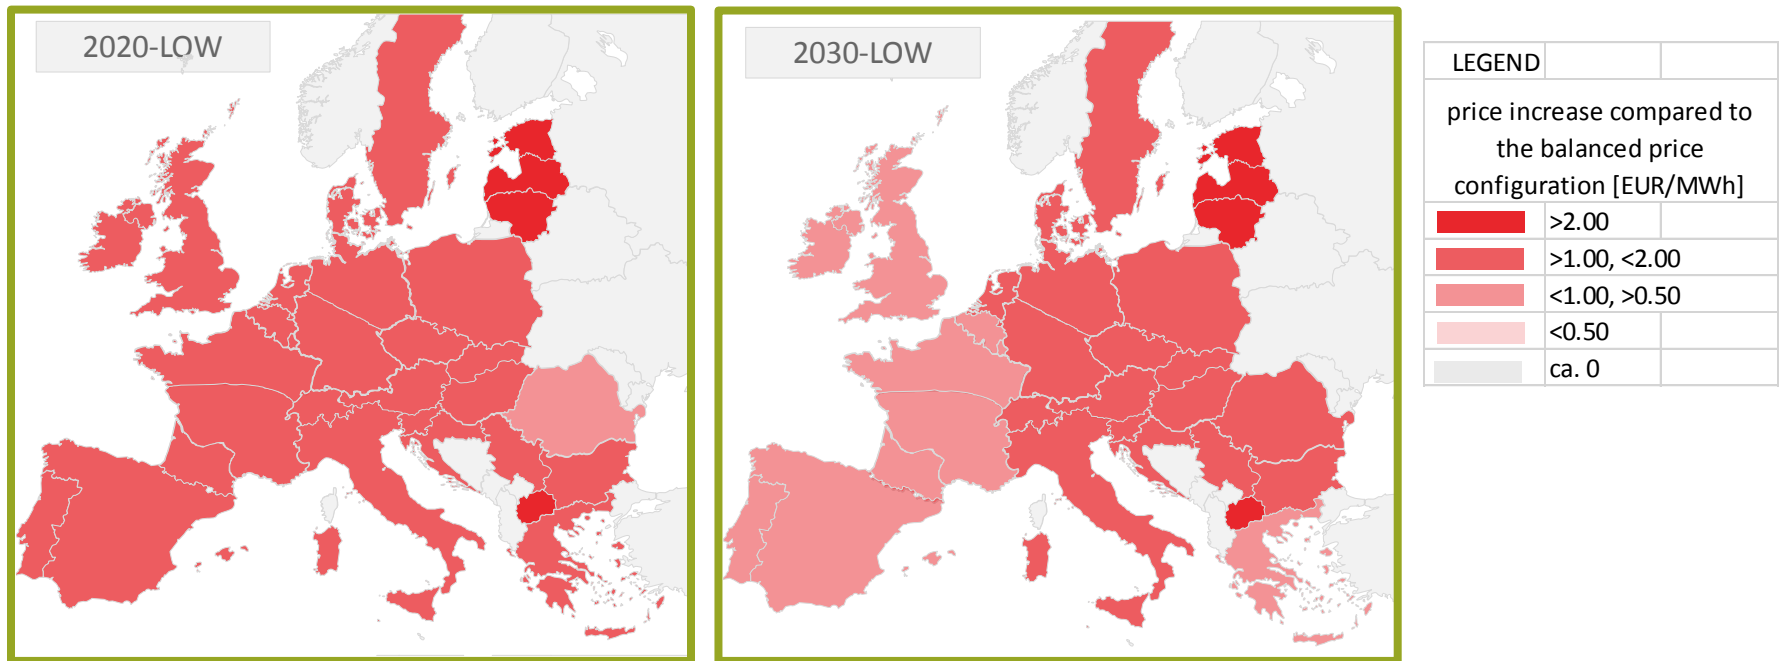 2020-LOW
2030-LOW
LEGEND
price increase compared to
the balanced price
configuration [EUR/MWh]
>2.00
>1.00, <2.00
<1.00, >0.50
<0.50
ca. 0